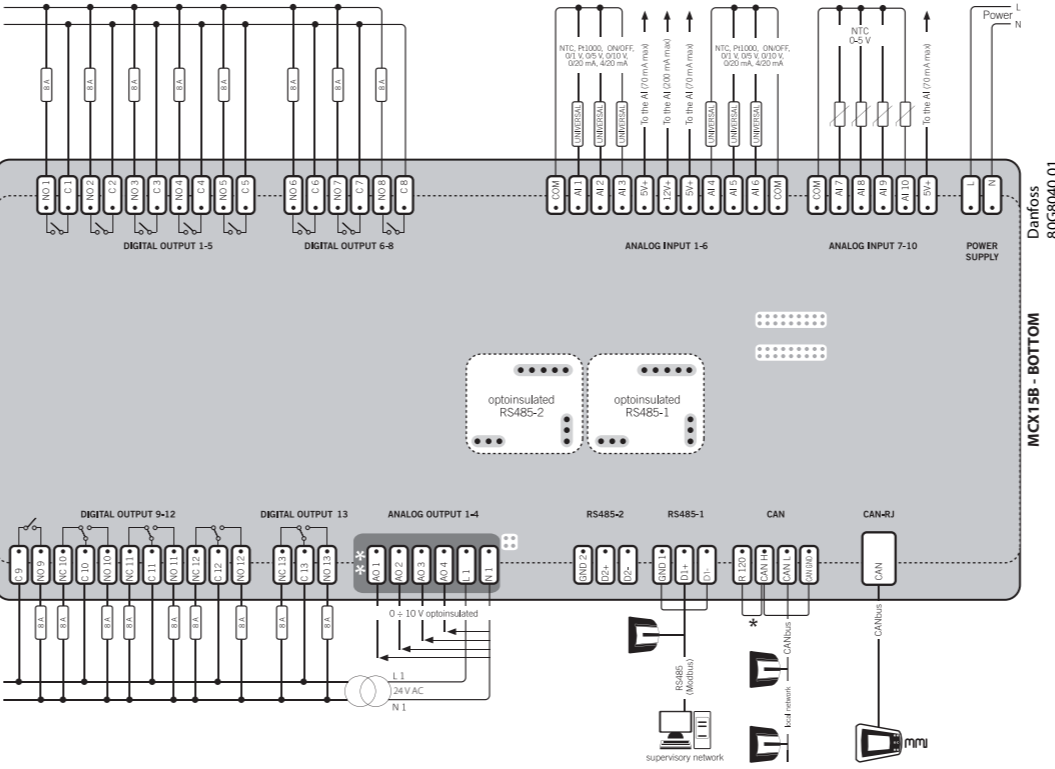 L
Power
N
8 A
8 A
8 A
8 A
8 A
8 A
8 A
8 A
NTC, Pt1000, ON/OFF,
0/1 V, 0/5 V, 0/10 V,
0/20 mA, 4/20 mA
UNIVERSAL
UNIVERSAL
UNIVERSAL
To the AI (70 mA max)
To the AI (200 mA max)
To the AI (70 mA max)
NTC, Pt1000, ON/OFF,
0/1 V, 0/5 V, 0/10 V,
0/20 mA, 4/20 mA
UNIVERSAL
UNIVERSAL
UNIVERSAL
NTC
0-5 V
To the AI (70 mA max)
NO 1
C 1
NO 2
C 2
NO 3
C 3
NO 4
C 4
NO 5
C 5
NO 6
C 6
NO 7
C 7
NO 8
C 8
COM
AI 1
AI 2
AI 3
5V+
12V+
5V+
AI 4
AI 5
AI 6
COM
COM
AI 7
AI 8
AI 9
AI 10
5V+
L
N
DIGITAL OUTPUT 1-5
DIGITAL OUTPUT 6-8
ANALOG INPUT 1-6
ANALOG INPUT 7-10
POWER
SUPPLY
Danfoss
80G8040.01
MCX15B - BOTTOM
optoinsulated
RS485-2
optoinsulated
RS485-1
DIGITAL OUTPUT 9-12
DIGITAL OUTPUT 13
ANALOG OUTPUT 1-4
RS485-2
RS485-1
CAN
CAN-RJ
C 9
NO 9
NC 10
C 10
NO 10
NC 11
C 11
NO 11
NC 12
C 12
NO 12
NC 13
C 13
NO 13
* *
AO 1
AO 2
AO 3
AO 4
L 1
N 1
GND 2
D2+
D2-
GND 1
D1+
D1-
R 120
CAN H
CAN L
CAN GND
CAN
8 A
8 A
8 A
8 A
8 A
8 A
8 A
8 A
8 A
0 ÷ 10 V optoinsulated
L 1
24 V AC
N 1
*
RS485
(Modbus)
CANbus
local network
CANbus
supervisory network
mmi